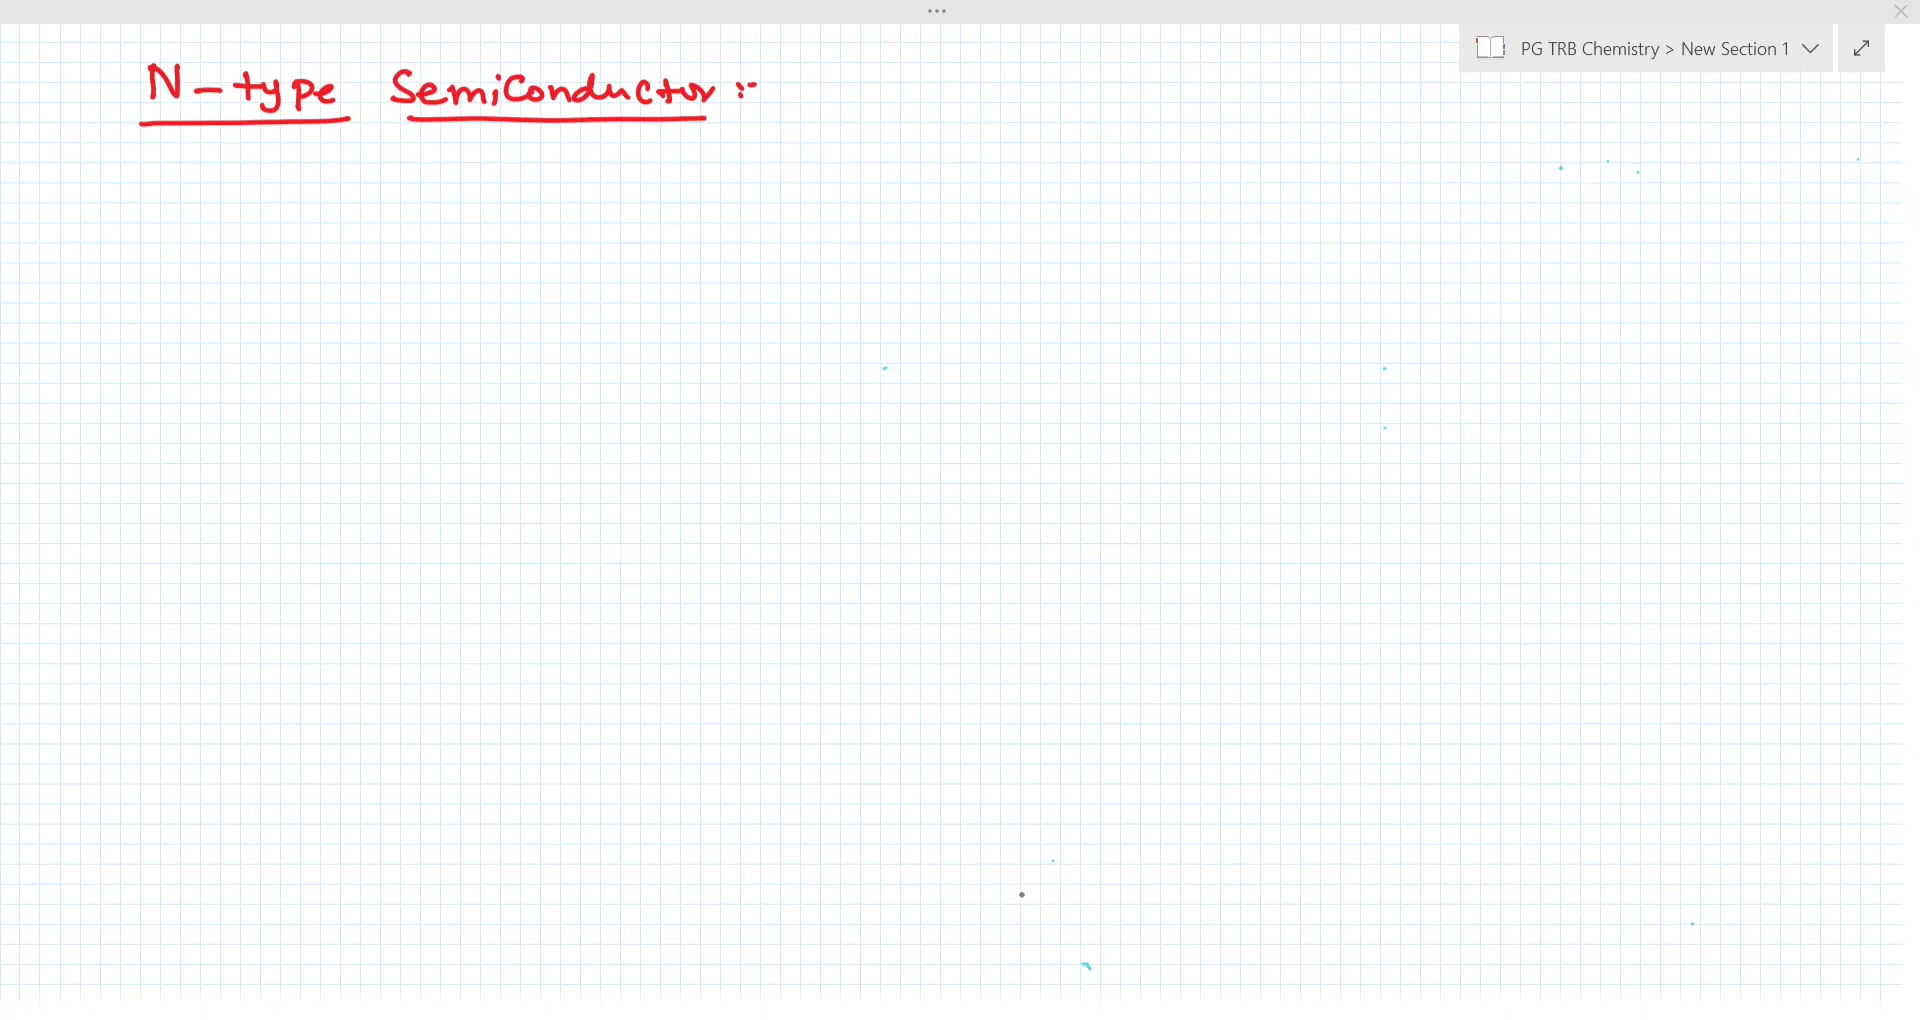 PG TRB Chemistry > New Section 1
N-type SemiConductor :-